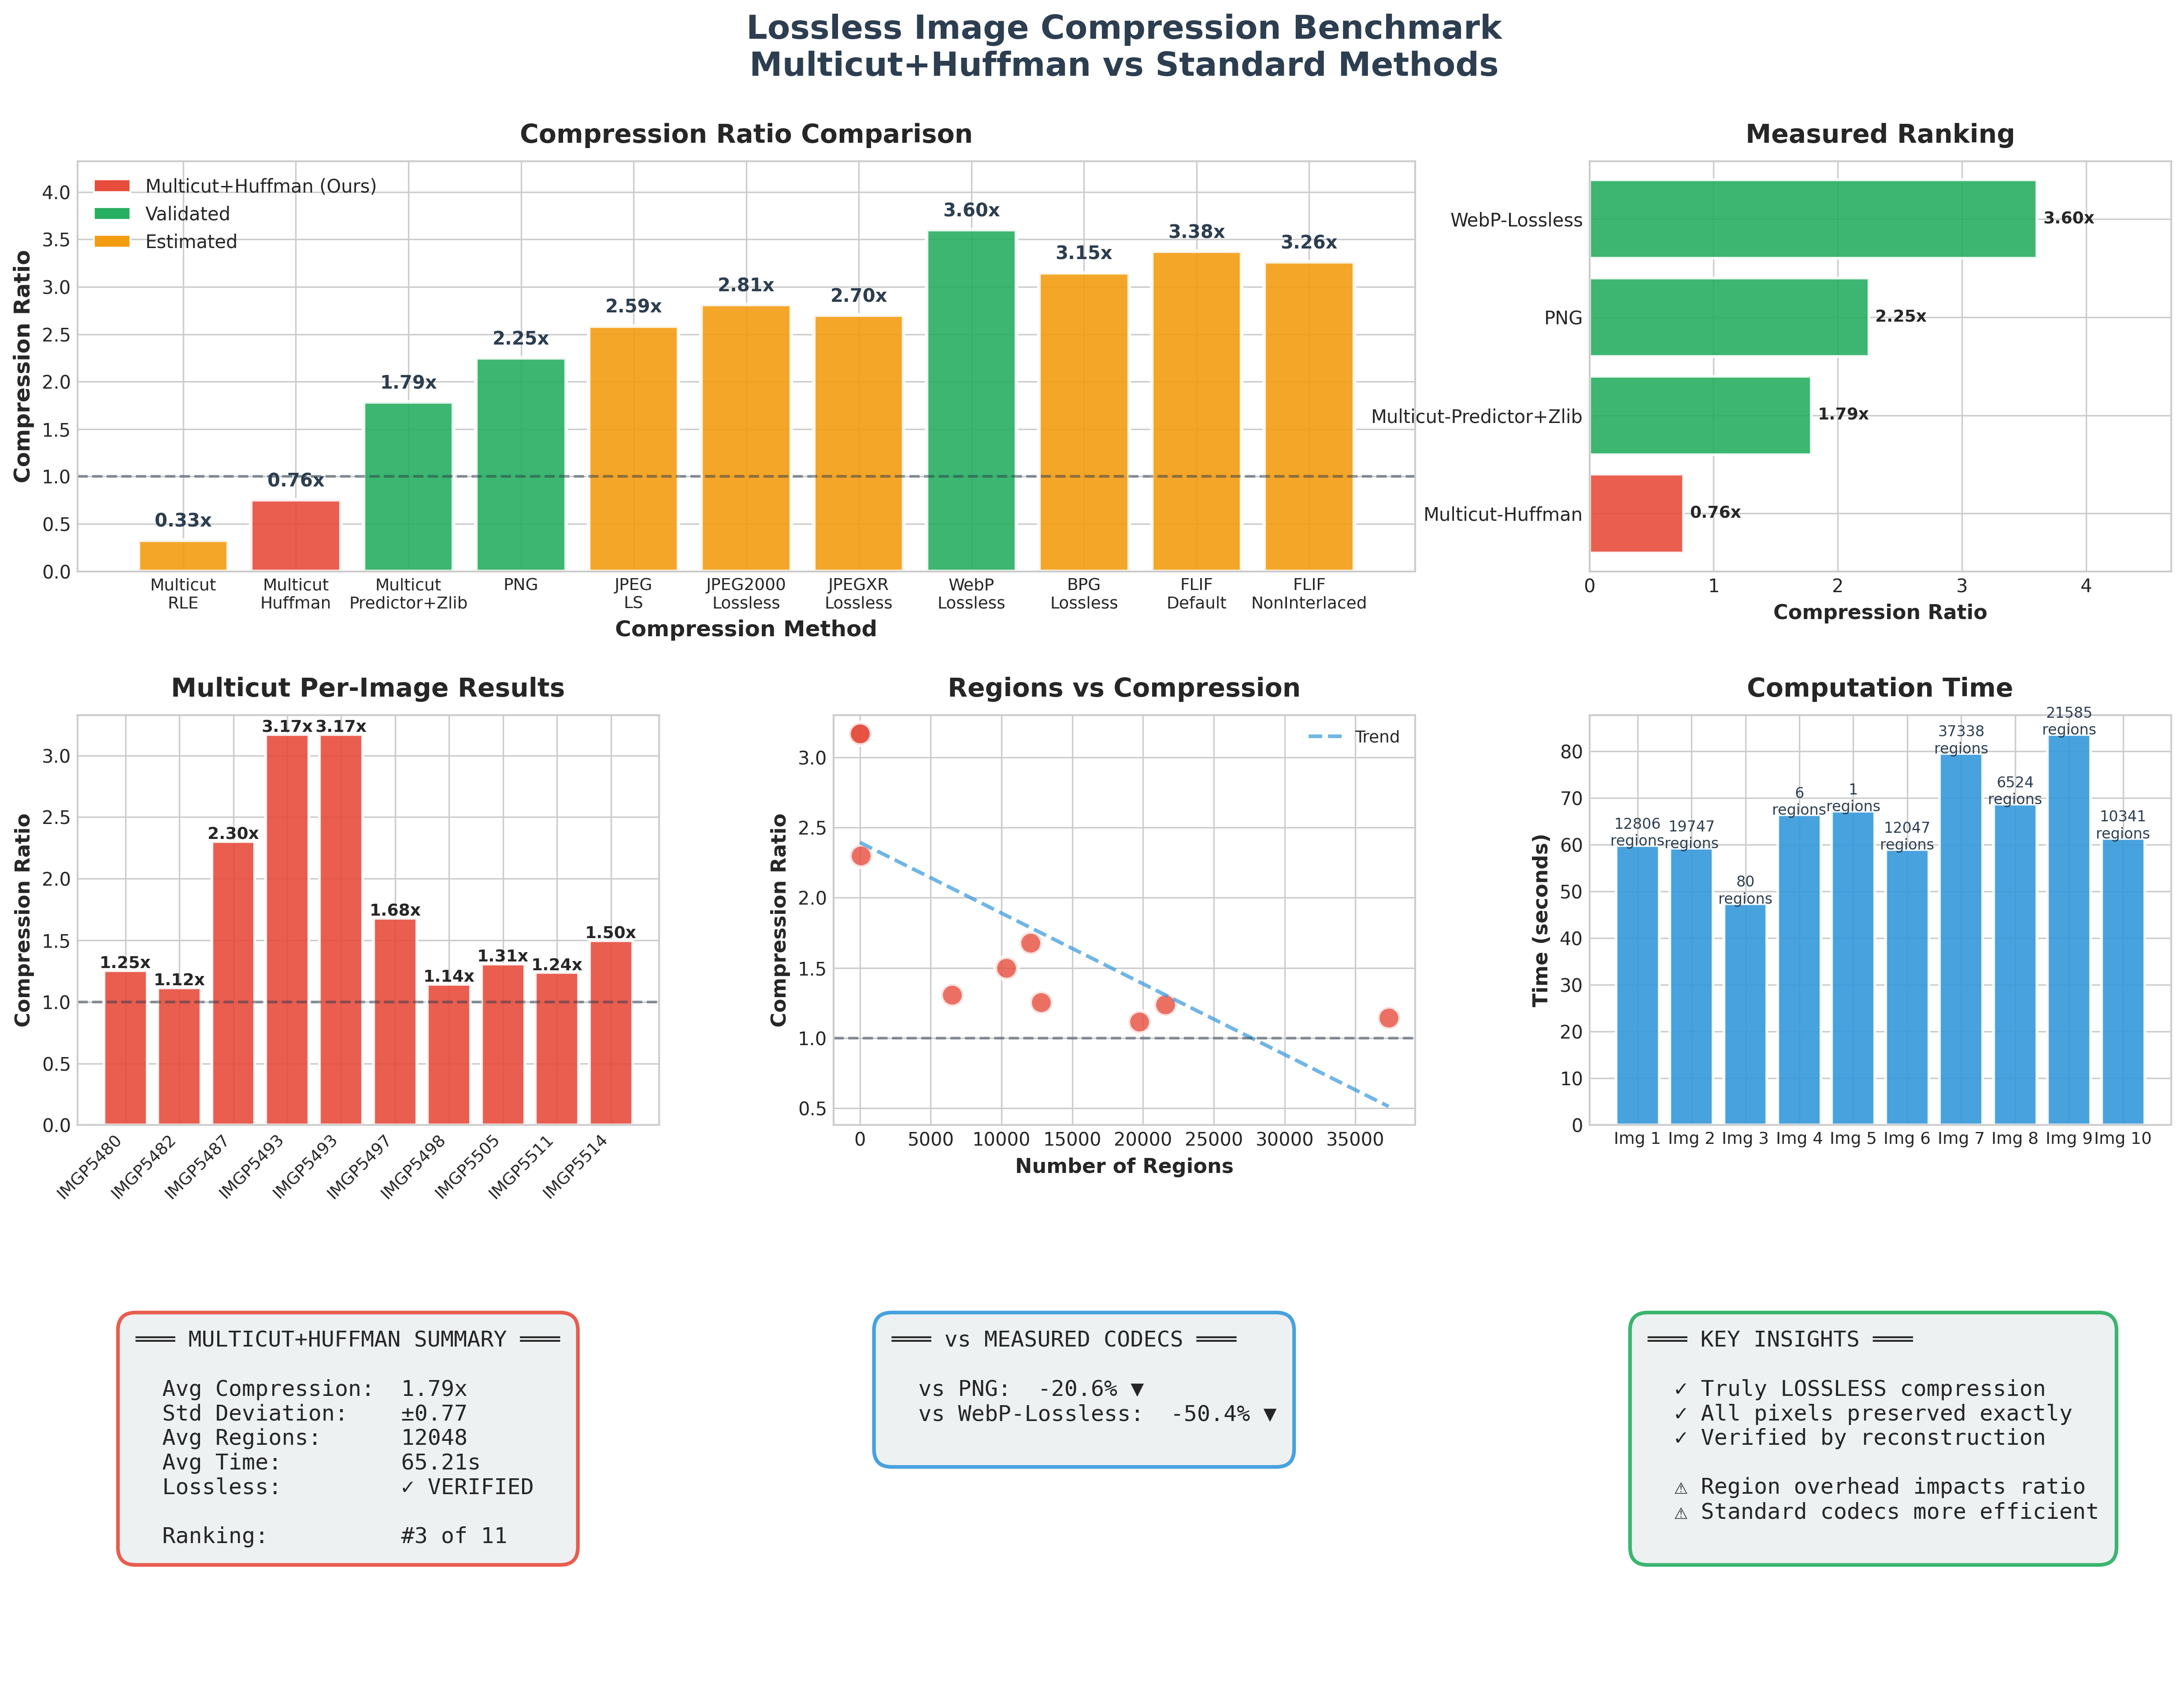 Lossless Image Compression Benchmark
Multicut+Huffman vs Standard Methods
Compression Ratio Comparison
Multicut+Huffman (Ours)
Validated
Estimated
Compression Ratio
4.0
3.5
3.0
2.5
2.0
1.5
1.0
0.5
0.0
0.33x
0.76x
1.79x
2.25x
2.59x
2.81x
2.70x
3.60x
3.15x
3.38x
3.26x
Multicut
RLE
Multicut
Huffman
Multicut
Predictor+Zlib
PNG
JPEG
LS
JPEG2000
Lossless
JPEGXR
Lossless
WebP
Lossless
BPG
Lossless
FLIF
Default
FLIF
NonInterlaced
Compression Method
Measured Ranking
WebP-Lossless
3.60x
PNG
2.25x
Multicut-Predictor+Zlib
1.79x
Multicut-Huffman
0.76x
0 1 2 3 4
Compression Ratio
Multicut Per-Image Results
Compression Ratio
3.0
2.5
2.0
1.5
1.0
0.5
0.0
1.25x
1.12x
2.30x
3.17x
3.17x
1.68x
1.14x
1.31x
1.24x
1.50x
IMGP5480
IMGP5482
IMGP5487
IMGP5493
IMGP5493
IMGP5497
IMGP5498
IMGP5505
IMGP5511
IMGP5514
Regions vs Compression
Trend
Compression Ratio
3.0
2.5
2.0
1.5
1.0
0.5
0 5000 10000 15000 20000 25000 30000 35000
Number of Regions
Computation Time
Time (seconds)
80
70
60
50
40
30
20
10
0
12806
regions
19747
regions
80
regions
6
regions
1
regions
12047
regions
37338
regions
6524
regions
21585
regions
10341
regions
Img 1 Img 2 Img 3 Img 4 Img 5 Img 6 Img 7 Img 8 Img 9 Img 10
═══ MULTICUT+HUFFMAN SUMMARY ═══
Avg Compression: 1.79x
Std Deviation: ±0.77
Avg Regions: 12048
Avg Time: 65.21s
Lossless: ✓ VERIFIED
Ranking: #3 of 11
═══ vs MEASURED CODECS ═══
vs PNG: -20.6% ▼
vs WebP-Lossless: -50.4% ▼
═══ KEY INSIGHTS ═══
✓ Truly LOSSLESS compression
✓ All pixels preserved exactly
✓ Verified by reconstruction
⚠ Region overhead impacts ratio
⚠ Standard codecs more efficient